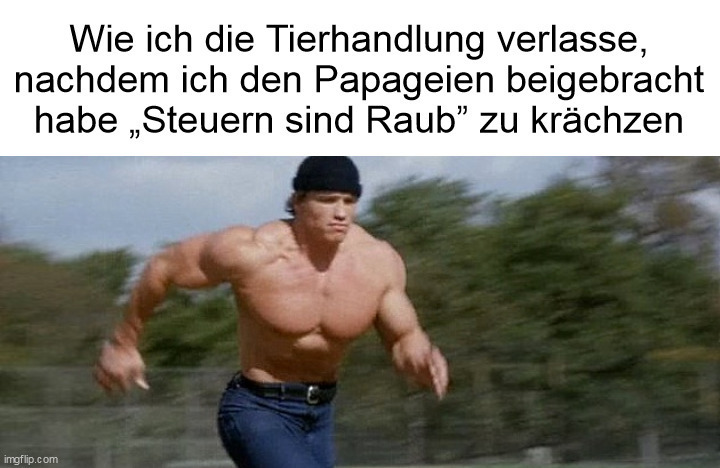 Wie ich die Tierhandlung verlasse,
nachdem ich den Papageien beigebracht
habe „Steuern sind Raub” zu krächzen
imgflip.com